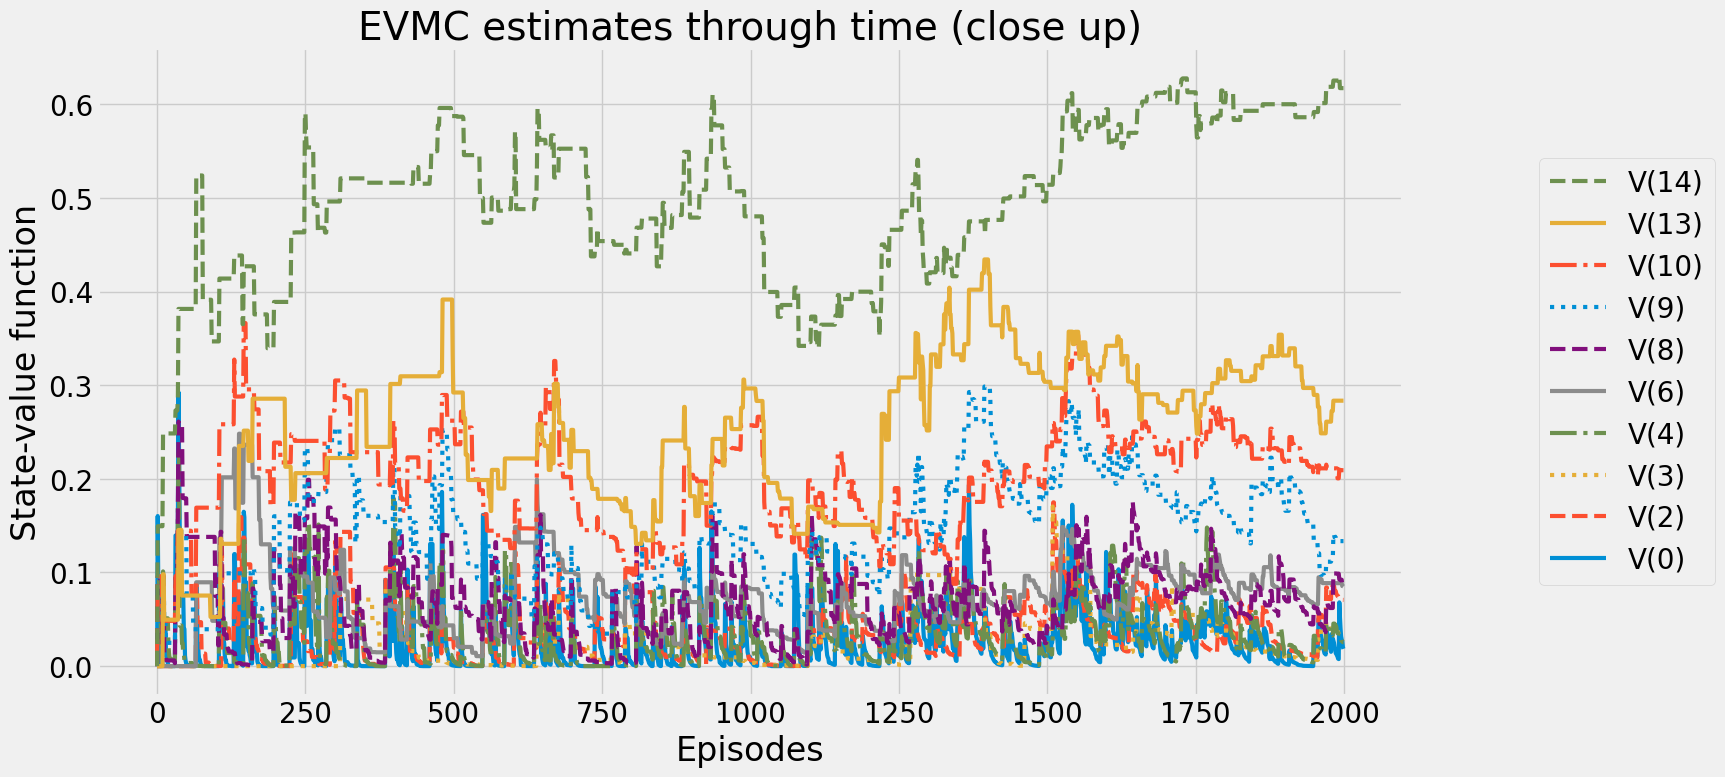 EVMC estimates through time (close up)
State-value function
0.6
0.5
0.4
0.3
0.2
0.1
0.0
0 250 500 750 1000 1250 1500 1750 2000
Episodes
V(14)
V(13)
V(10)
V(9)
V(8)
V(6)
V(4)
V(3)
V(2)
V(0)